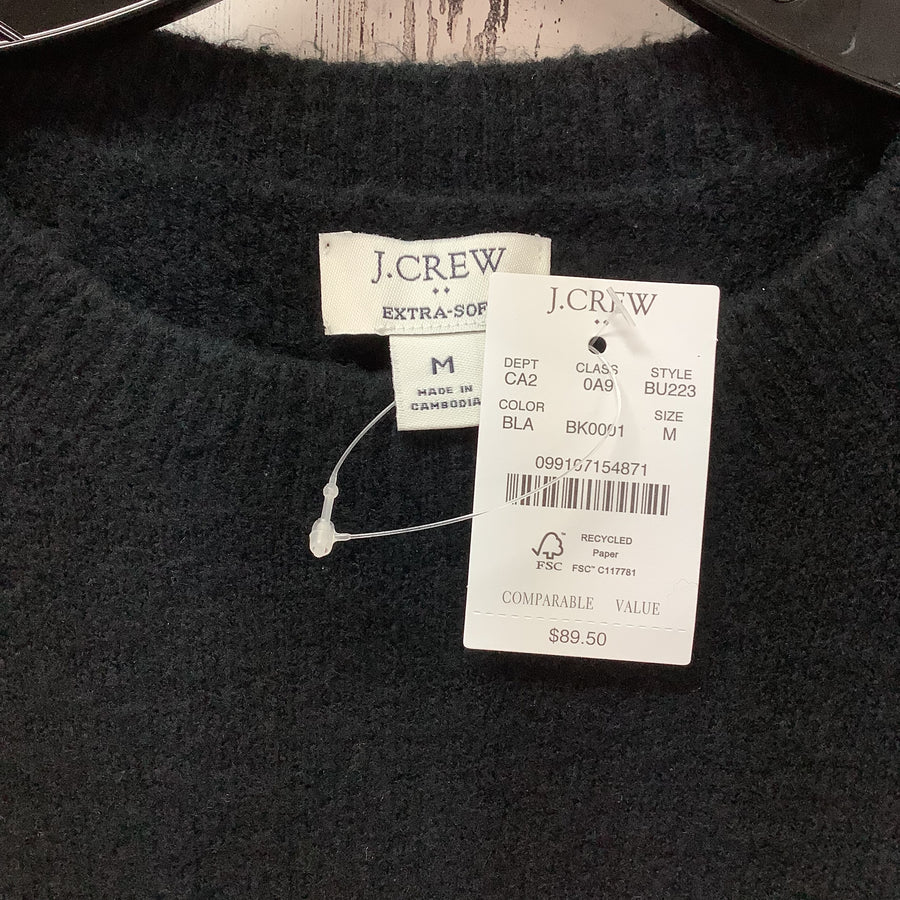 J.CREW
EXTRA-SOF
M
MADE IN
CAMBODIA
J.CREW
DEPT CLASS STYLE
CA2 0A9 BU223
COLOR SIZE
BLA BK0001 M
099107154871
RECYCLED
Paper
FSC FSC™ C117781
COMPARABLE VALUE
$89.50